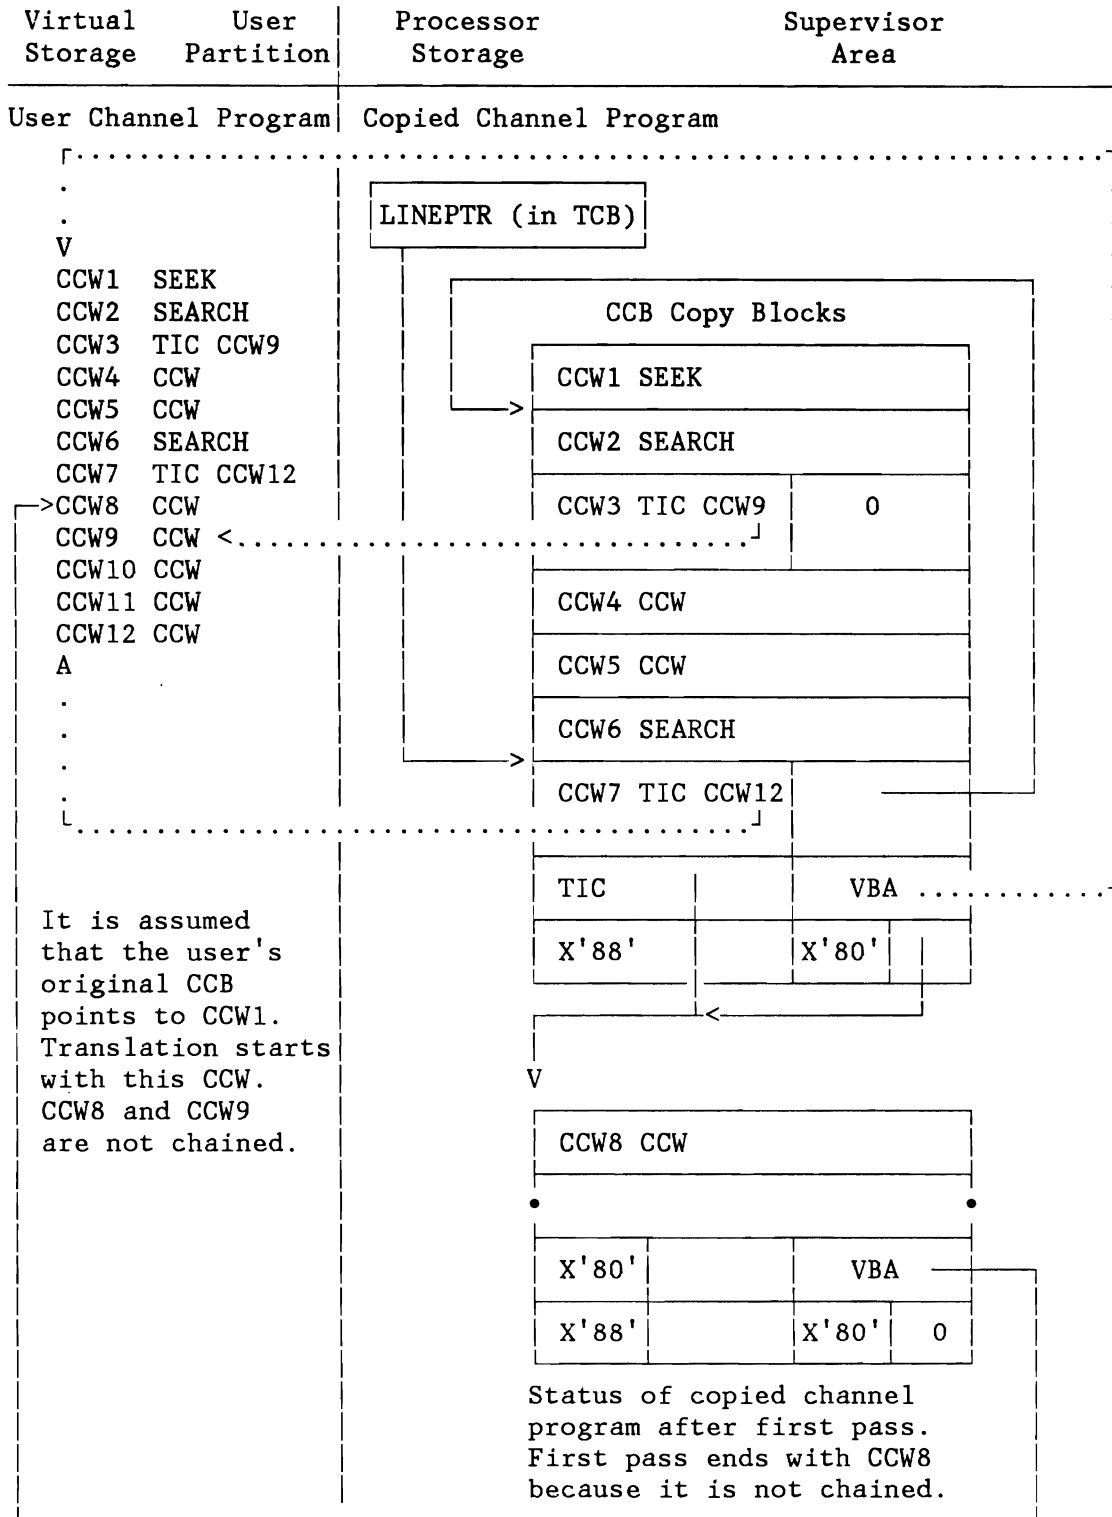 Virtual User Processor Supervisor
Storage Partition Storage Area
User Channel Program Copied Channel Program
LINEPTR (in TCB)
V
CCW1 SEEK
CCW2 SEARCH
CCW3 TIC CCW9
CCW4 CCW
CCW5 CCW
CCW6 SEARCH
CCW7 TIC CCW12
CCW8 CCW
CCW9 CCW
CCW10 CCW
CCW11 CCW
CCW12 CCW
A
CCB Copy Blocks
CCW1 SEEK
CCW2 SEARCH
CCW3 TIC CCW9 0
CCW4 CCW
CCW5 CCW
CCW6 SEARCH
CCW7 TIC CCW12
TIC VBA
X'88' X'80'
It is assumed
that the user's
original CCB
points to CCW1.
Translation starts
with this CCW.
CCW8 and CCW9
are not chained.
V
CCW8 CCW
X'80' VBA
X'88' X'80' 0
Status of copied channel
program after first pass.
First pass ends with CCW8
because it is not chained.